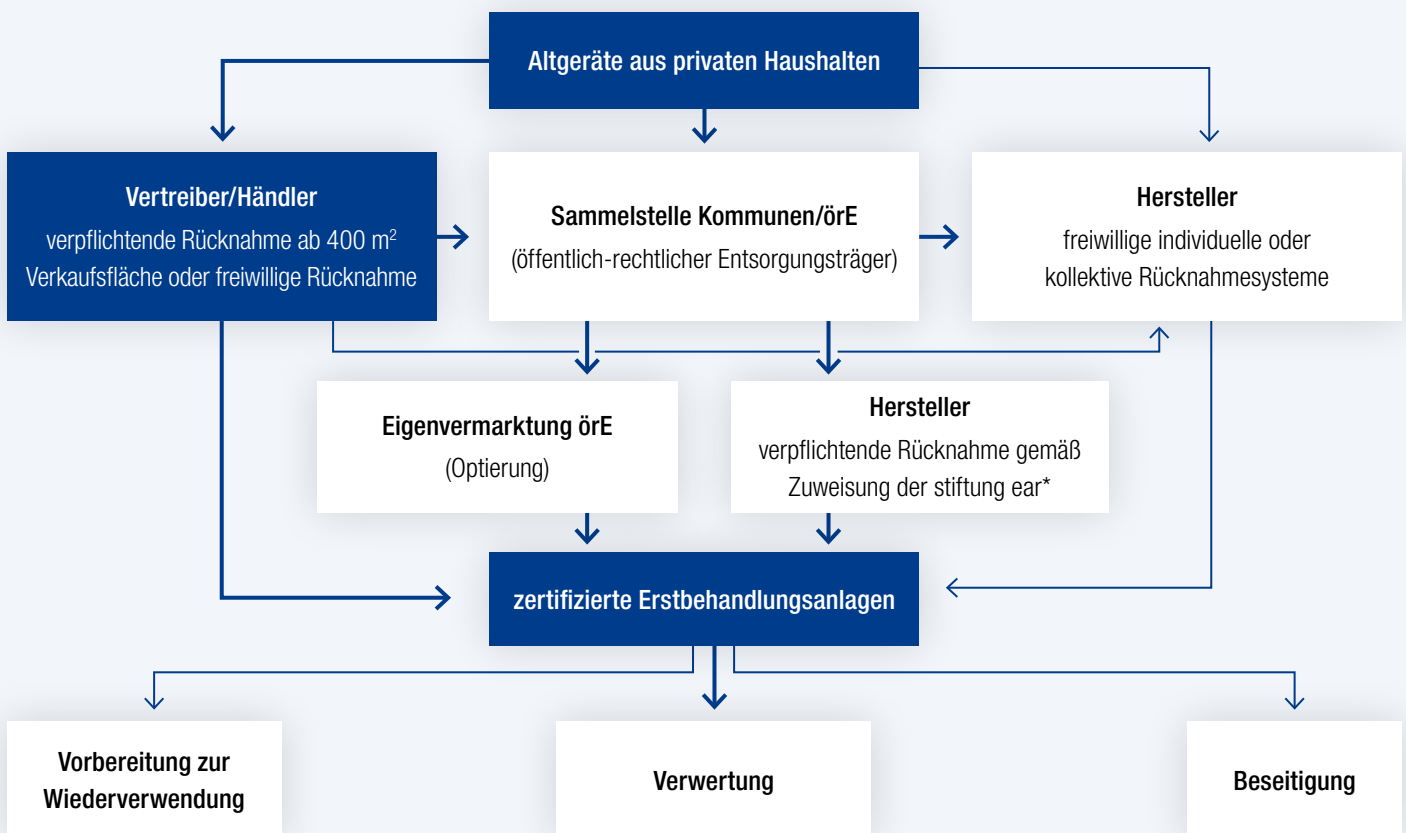 Altgeräte aus privaten Haushalten
Vertreiber/Händler
verpflichtende Rücknahme ab 400 m²
Verkaufsfläche oder freiwillige Rücknahme
Sammelstelle Kommunen/örE
(öffentlich-rechtlicher Entsorgungsträger)
Hersteller
freiwillige individuelle oder
kollektive Rücknahmesysteme
Eigenvermarktung örE
(Optierung)
Hersteller
verpflichtende Rücknahme gemäß
Zuweisung der stiftung ear*
zertifizierte Erstbehandlungsanlagen
Vorbereitung zur
Wiederverwendung
Verwertung
Beseitigung